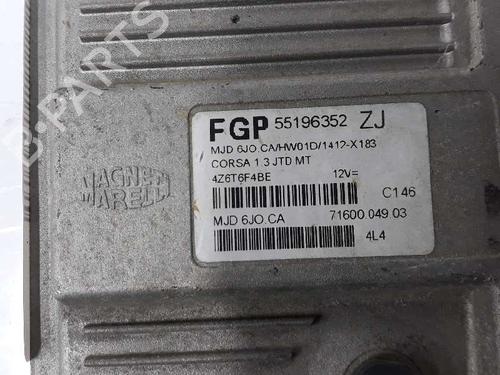 B-PARTS
MAGNETI
MARELLI
FGP 55196352 ZJ
MJD 6JO.CA/HW01D/1412-X183
CORSA 1.3 JTD MT
4Z6T6F4BE 12V=
C146
MJD 6JO.CA 71600.049.03
4L4